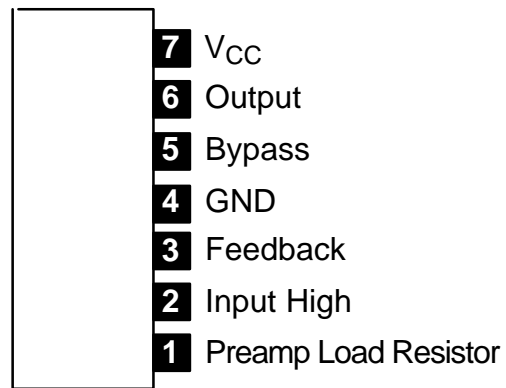 7 VCC
6 Output
5 Bypass
4 GND
3 Feedback
2 Input High
1 Preamp Load Resistor